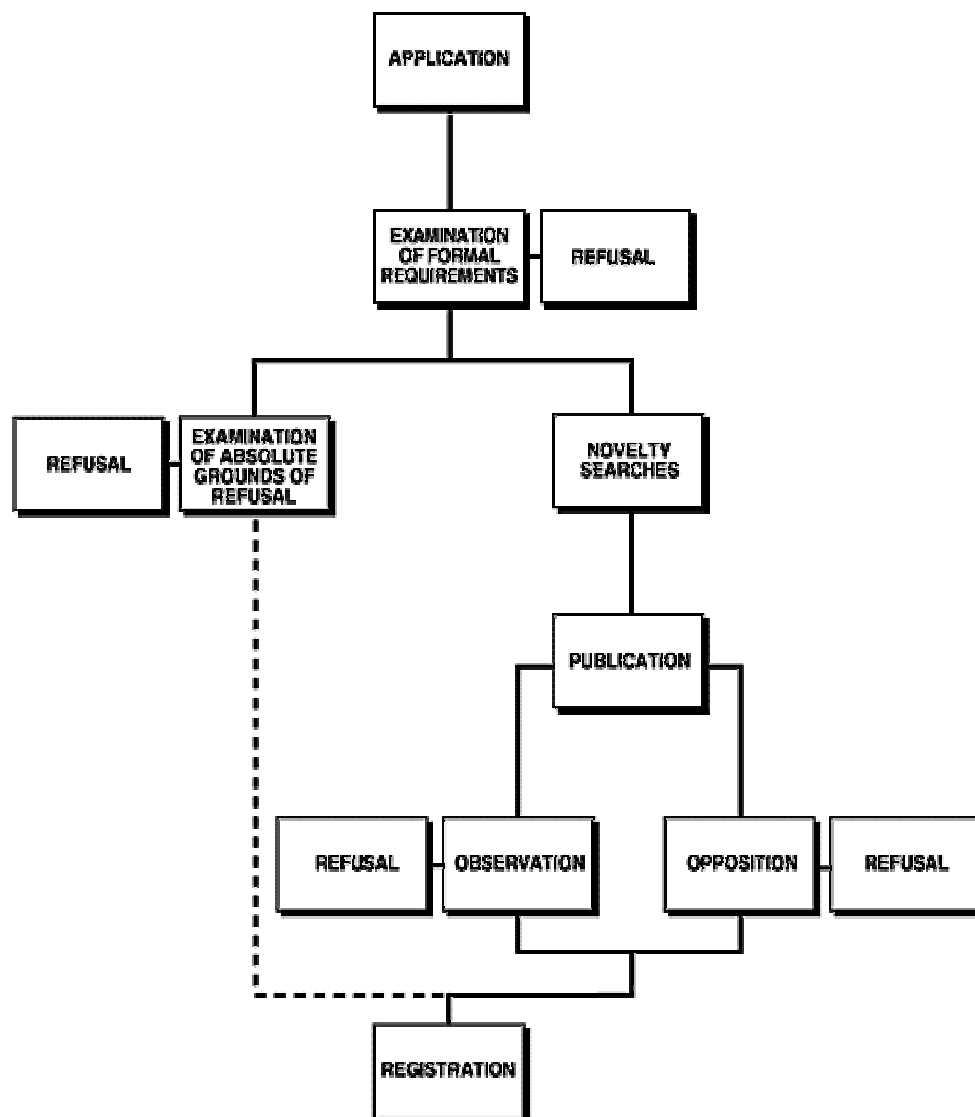 APPLICATION
EXAMINATION
OF FORMAL
REQUIREMENTS
REFUSAL
REFUSAL
EXAMINATION
OF ABSOLUTE
GROUNDS OF
REFUSAL
NOVELTY
SEARCHES
PUBLICATION
REFUSAL
OBSERVATION
OPPOSITION
REFUSAL
REGISTRATION